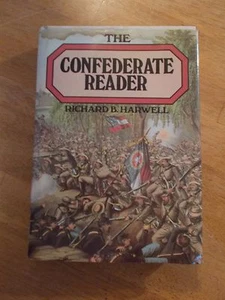 THE
CONFEDERATE
READER
RICHARD B. HARWELL